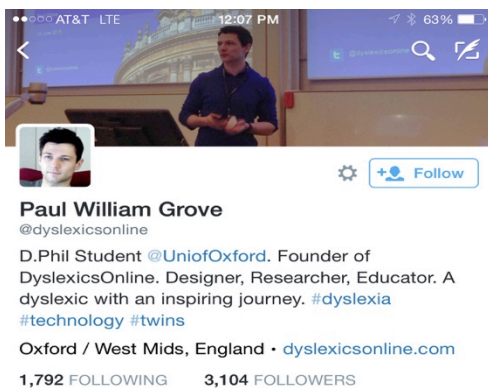 AT&T LTE 12:07 PM 63%
Follow
Paul William Grove
@dyslexicsonline
D.Phil Student @UniofOxford. Founder of
DyslexicsOnline. Designer, Researcher, Educator. A
dyslexic with an inspiring journey. #dyslexia
#technology #twins
Oxford / West Mids, England • dyslexicsonline.com
1,792 FOLLOWING 3,104 FOLLOWERS